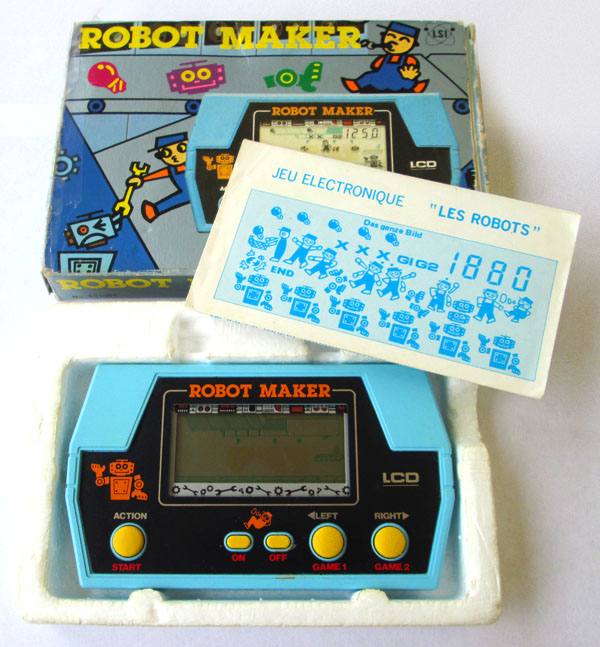 ROBOT MAKER
LSI
ROBOT MAKER
1250
LCD
JEU ELECTRONIQUE "LES ROBOTS"
Das ganze Bild
X X X G1 G2 1880
END
ROBOT MAKER
ROBOT MAKER
LCD
ACTION
◀LEFT RIGHT▶
START
ON OFF
GAME 1 GAME 2